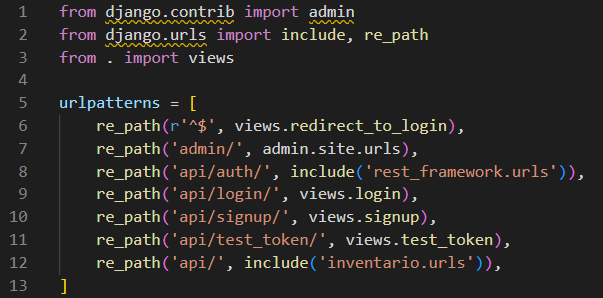 1 from django.contrib import admin
2 from django.urls import include, re_path
3 from . import views
4
5 urlpatterns = [
6     re_path(r'^$', views.redirect_to_login),
7     re_path('admin/', admin.site.urls),
8     re_path('api/auth/', include('rest_framework.urls')),
9     re_path('api/login/', views.login),
10     re_path('api/signup/', views.signup),
11     re_path('api/test_token/', views.test_token),
12     re_path('api/', include('inventario.urls')),
13 ]